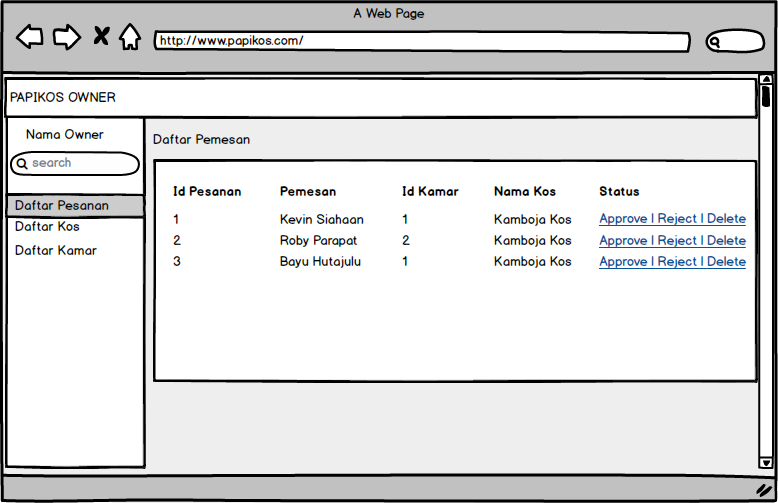 A Web Page
http://www.papikos.com/
PAPIKOS OWNER
Nama Owner
search
Daftar Pesanan
Daftar Kos
Daftar Kamar
Daftar Pemesan
Id Pesanan Pemesan Id Kamar Nama Kos Status
1 Kevin Siahaan 1 Kamboja Kos Approve | Reject | Delete
2 Roby Parapat 2 Kamboja Kos Approve | Reject | Delete
3 Bayu Hutajulu 1 Kamboja Kos Approve | Reject | Delete